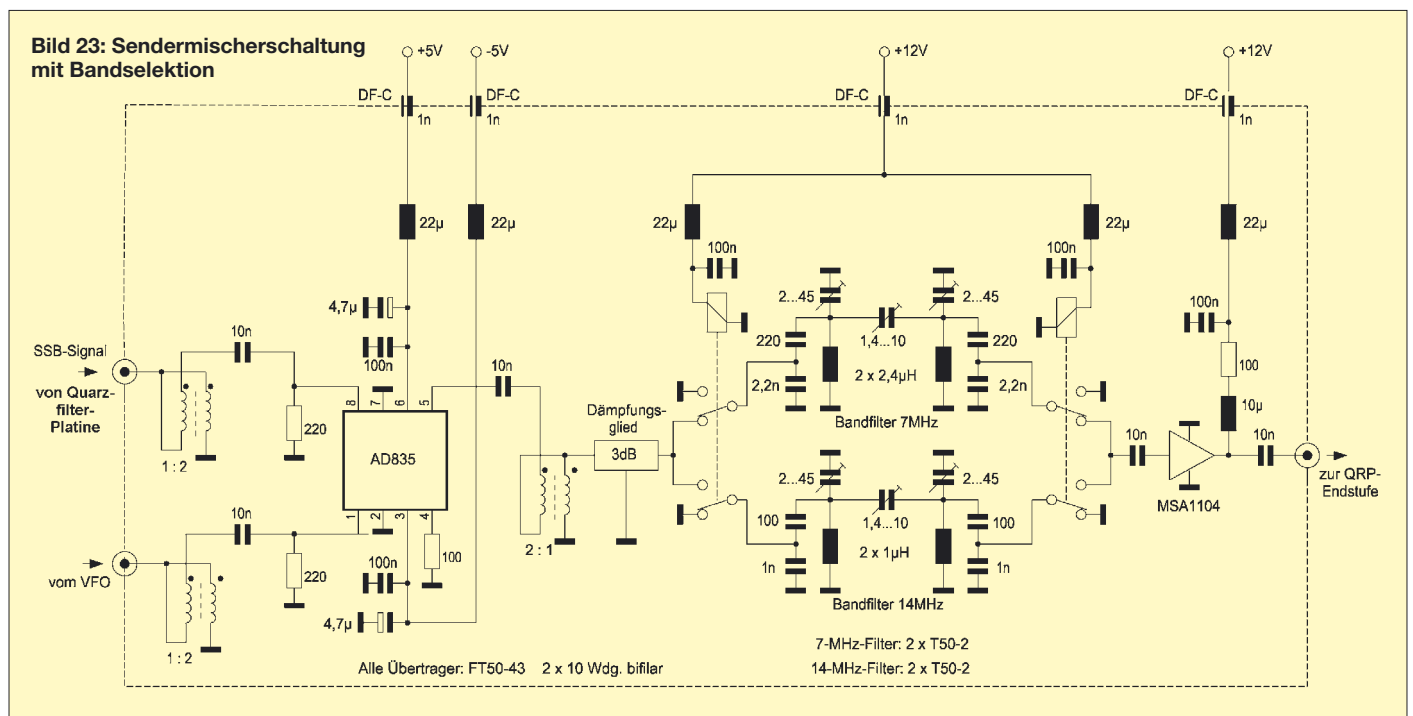 Bild 23: Sendermischerschaltung
mit Bandselektion
+5V
-5V
+12V
+12V
DF-C
1n
DF-C
1n
DF-C
1n
DF-C
1n
22µ
22µ
22µ
22µ
22µ
100n
100n
100n
4,7µ
100n
2...45
2...45
10n
220
1,4...10
220
100
SSB-Signal
von Quarz-
filter-
Platine
10n
2,2n
2 x 2,4µH
2,2n
10µ
220
8
7
6
5
Dämpfungs-
glied
3dB
Bandfilter 7MHz
10n
10n
1 : 2
AD835
2...45
2...45
zur QRP-
Endstufe
MSA1104
10n
1
2
3
4
100
1,4...10
100
vom VFO
220
100n
100
2 : 1
1n
2 x 1µH
1n
4,7µ
Bandfilter 14MHz
1 : 2
Alle Übertrager: FT50-43 2 x 10 Wdg. bifilar
7-MHz-Filter: 2 x T50-2
14-MHz-Filter: 2 x T50-2